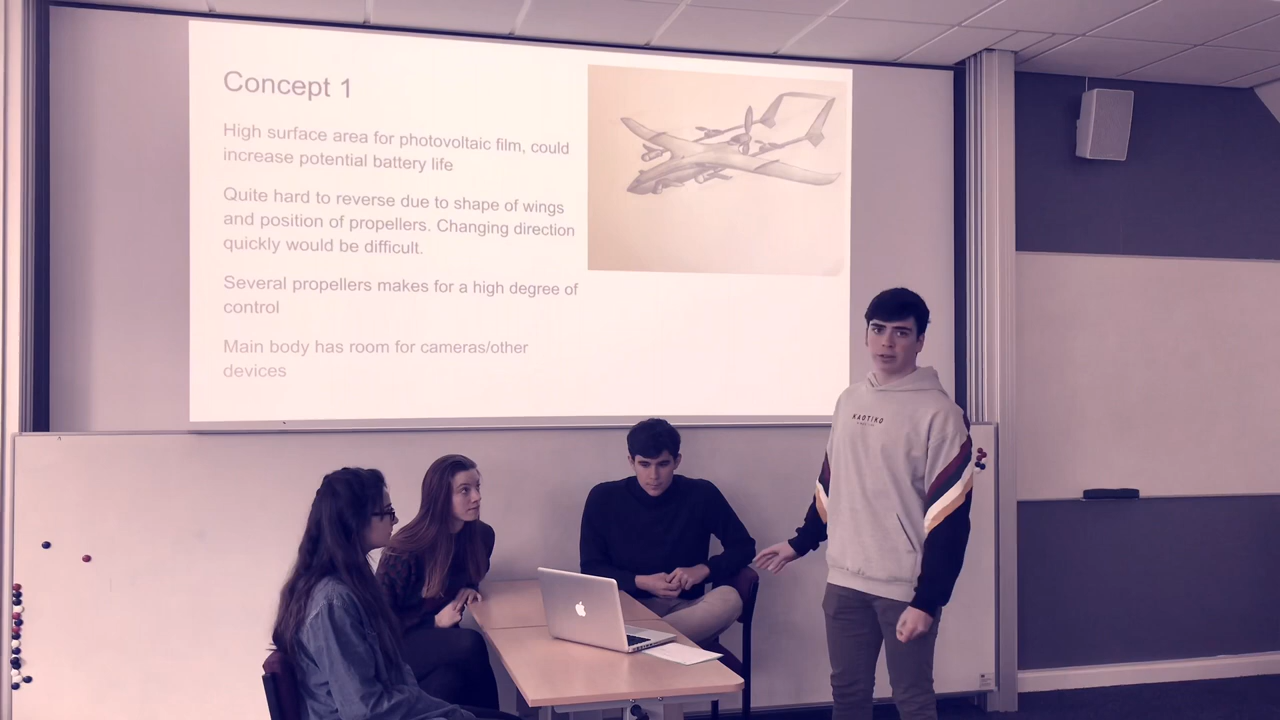 Concept 1
High surface area for photovoltaic film, could
increase potential battery life
Quite hard to reverse due to shape of wings
and position of propellers. Changing direction
quickly would be difficult.
Several propellers makes for a high degree of
control
Main body has room for cameras/other
devices
KAOTIKO